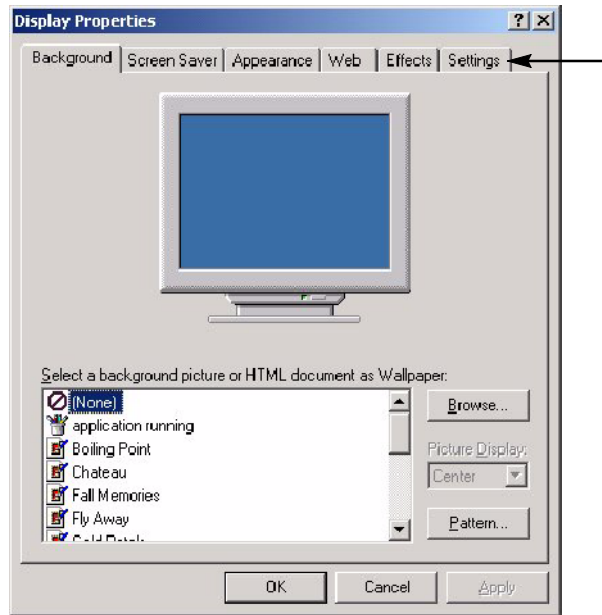 Display Properties
Background Screen Saver Appearance Web Effects Settings
Select a background picture or HTML document as Wallpaper:
(None)
application running
Boiling Point
Chateau
Fall Memories
Fly Away
Browse...
Picture Display:
Center
Pattern...
OK Cancel Apply